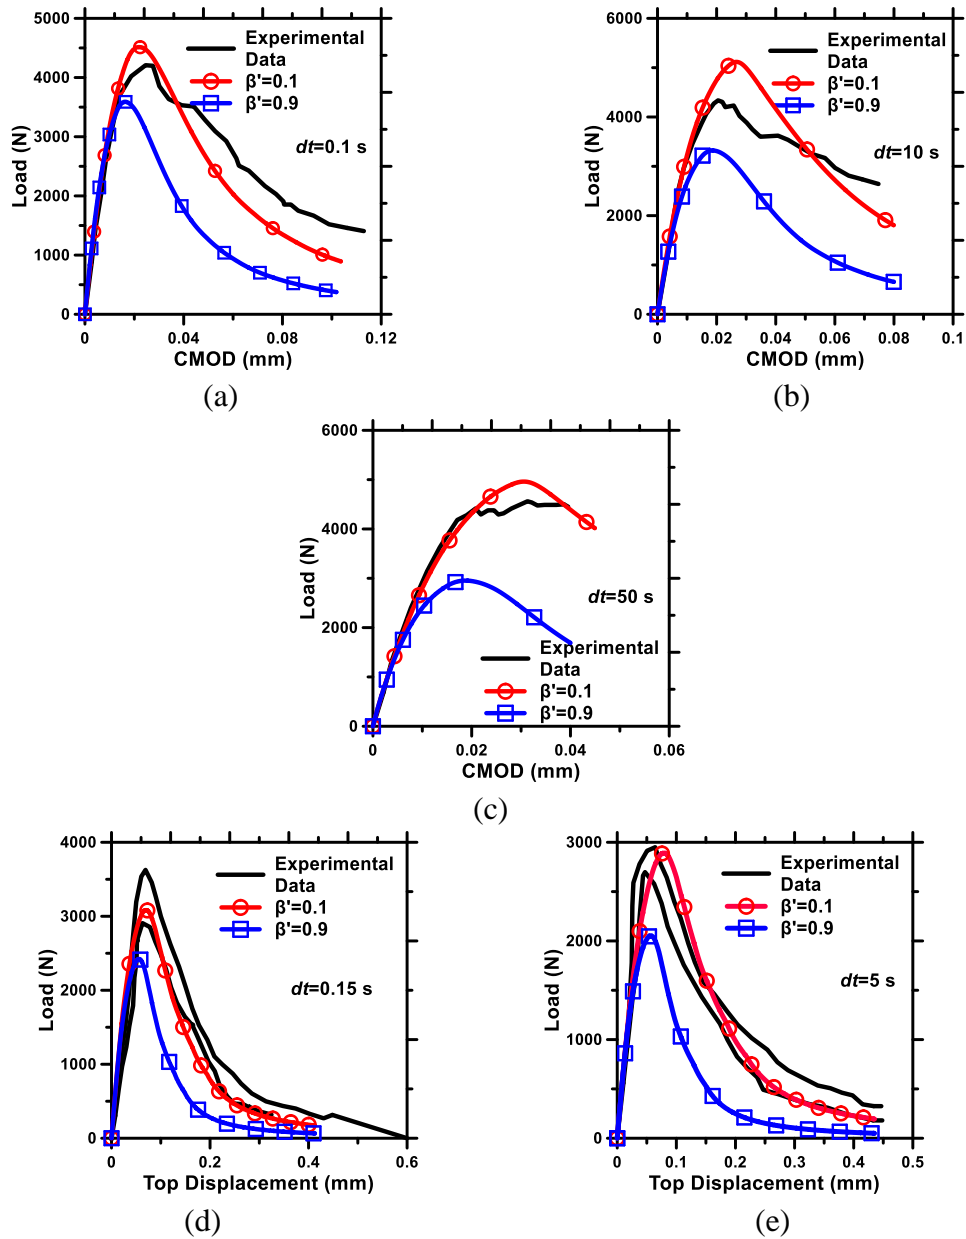 5000
4000
3000
2000
1000
0
Load (N)
Experimental
Data
β'=0.1
β'=0.9
dt=0.1 s
0
0.04
0.08
0.12
CMOD (mm)
(a)
6000
4000
2000
0
Load (N)
Experimental
Data
β'=0.1
β'=0.9
dt=10 s
0
0.02
0.04
0.06
0.08
0.1
CMOD (mm)
(b)
6000
4000
2000
0
Load (N)
dt=50 s
Experimental
Data
β'=0.1
β'=0.9
0
0.02
0.04
0.06
CMOD (mm)
(c)
4000
3000
2000
1000
0
Load (N)
Experimental
Data
β'=0.1
β'=0.9
dt=0.15 s
0
0.2
0.4
0.6
Top Displacement (mm)
(d)
3000
2000
1000
0
Load (N)
Experimental
Data
β'=0.1
β'=0.9
dt=5 s
0
0.1
0.2
0.3
0.4
0.5
Top Displacement (mm)
(e)